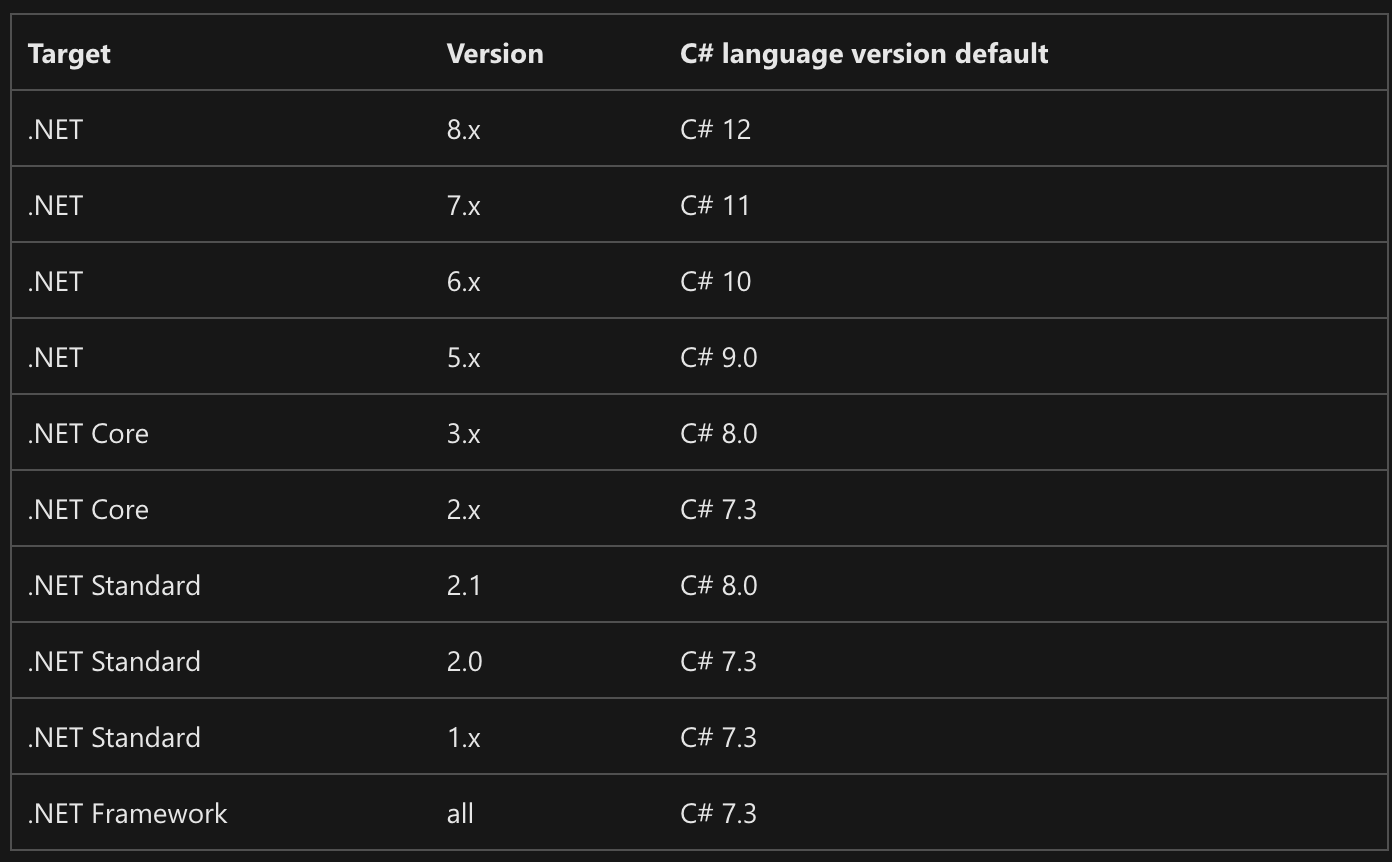 Target Version C# language version default
.NET 8.x C# 12
.NET 7.x C# 11
.NET 6.x C# 10
.NET 5.x C# 9.0
.NET Core 3.x C# 8.0
.NET Core 2.x C# 7.3
.NET Standard 2.1 C# 8.0
.NET Standard 2.0 C# 7.3
.NET Standard 1.x C# 7.3
.NET Framework all C# 7.3